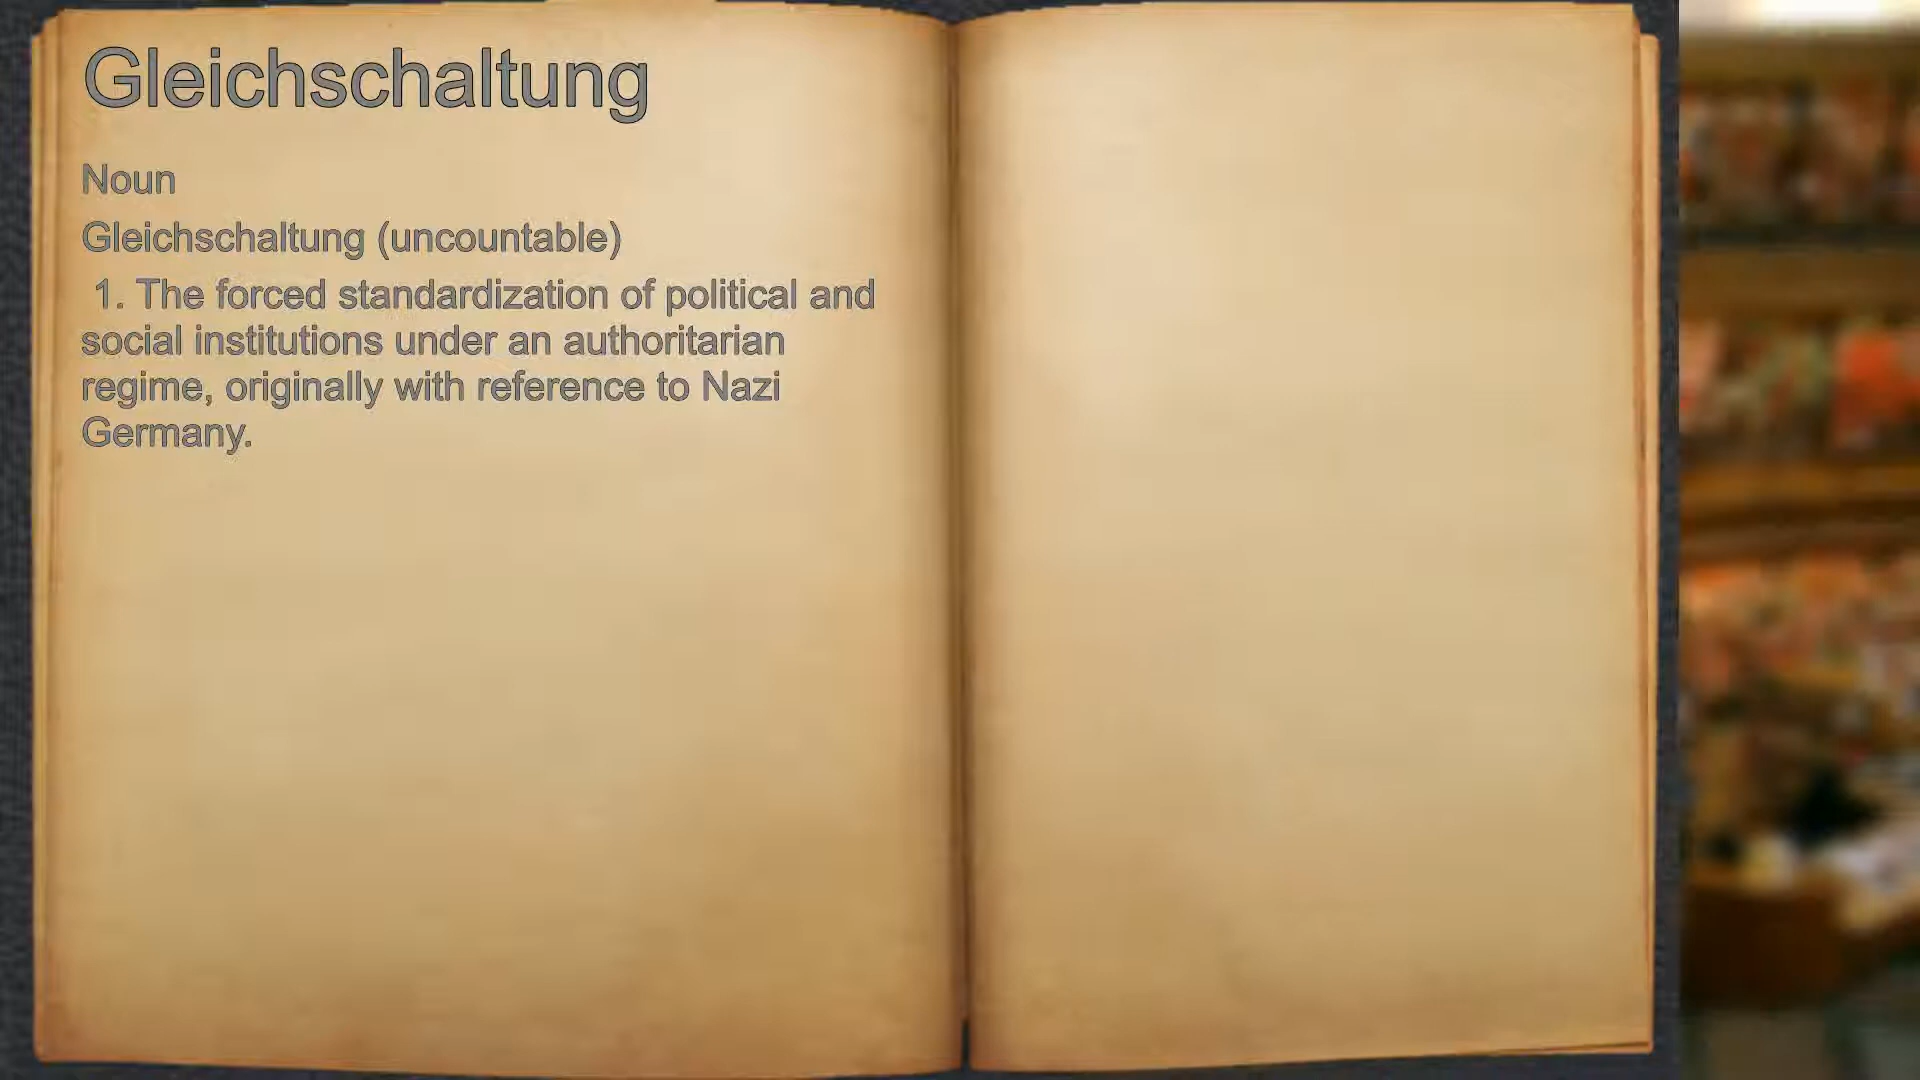 Gleichschaltung
Noun
Gleichschaltung (uncountable)
1. The forced standardization of political and
social institutions under an authoritarian
regime, originally with reference to Nazi
Germany.